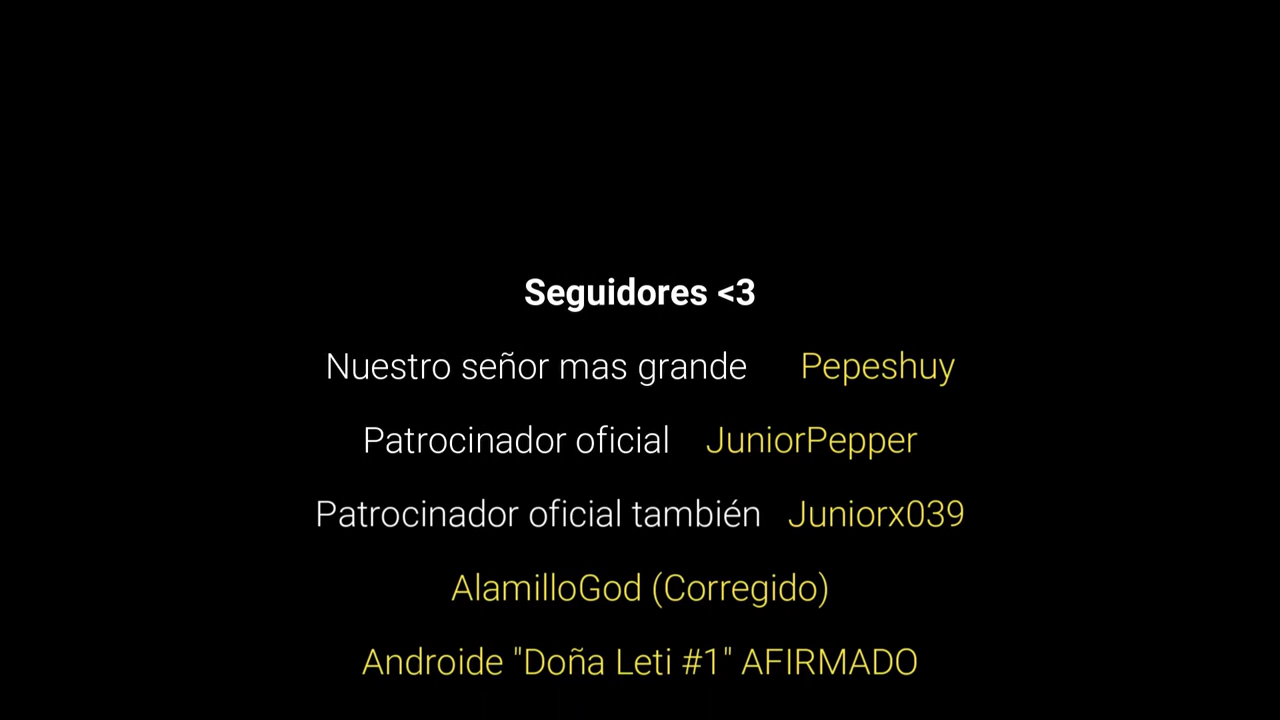 Seguidores <3
Nuestro señor mas grande Pepeshuy
Patrocinador oficial JuniorPepper
Patrocinador oficial también Juniorx039
AlamilloGod (Corregido)
Androide "Doña Leti #1" AFIRMADO